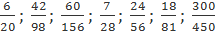 6/20 ; 42/98 ; 60/156 ; 7/28 ; 24/56 ; 18/81 ; 300/450